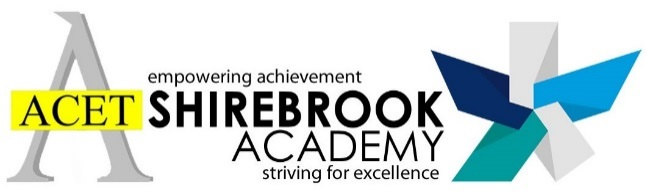 empowering achievement
ACET SHIREBROOK
ACADEMY
striving for excellence